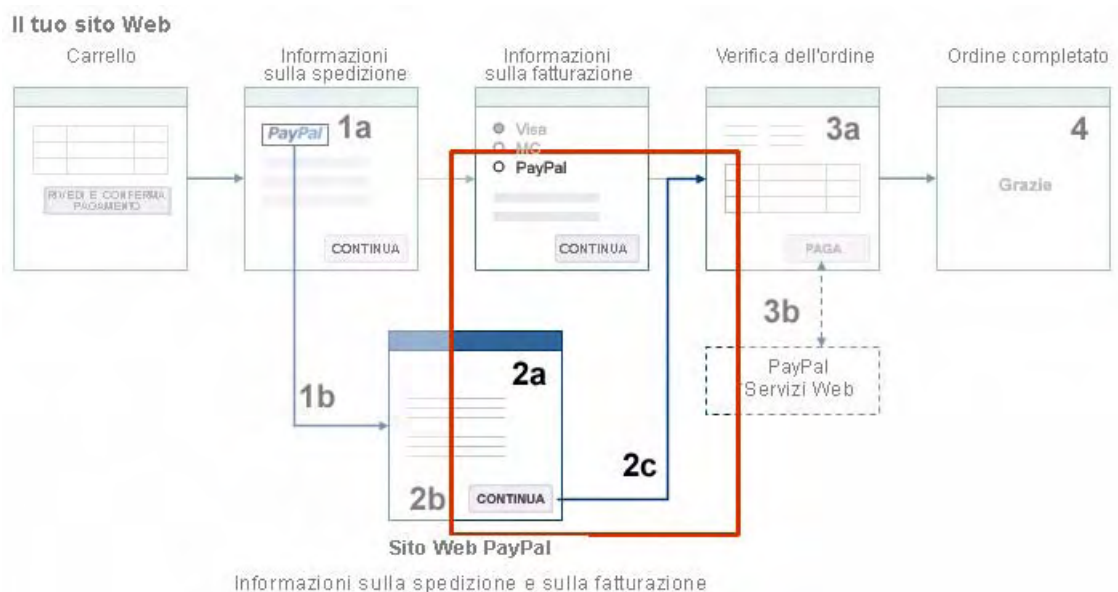 Il tuo sito Web
Carrello
Informazioni
sulla spedizione
Informazioni
sulla fatturazione
Verifica dell'ordine
Ordine completato
RIVEDI E CONFERMA
PAGAMENTO
PayPal
1a
CONTINUA
Visa
MC
PayPal
CONTINUA
3a
PAGA
4
Grazie
3b
PayPal
Servizi Web
1b
2a
2b
CONTINUA
2c
Sito Web PayPal
Informazioni sulla spedizione e sulla fatturazione